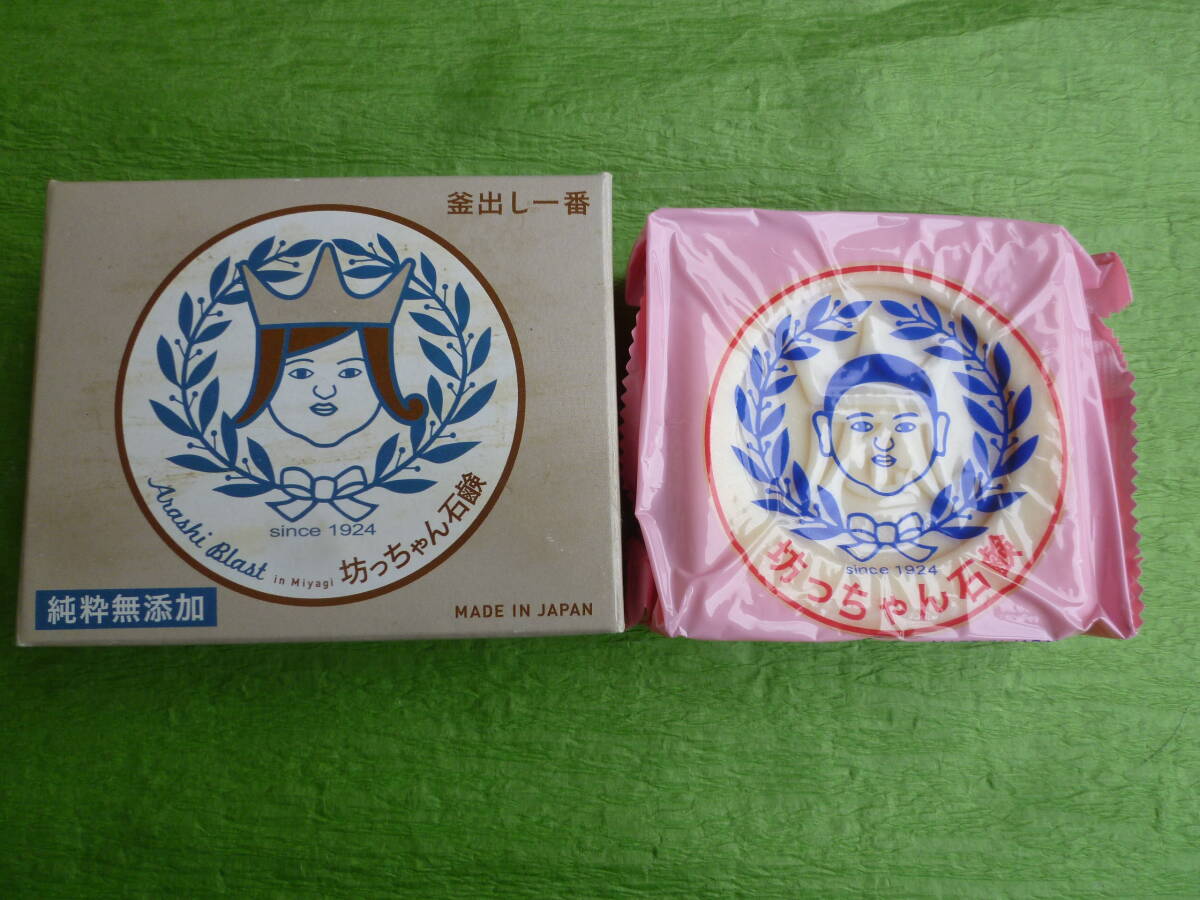 釜出し一番
since 1924
Arashi Blast in Miyagi 坊っちゃん石鹸
純粋無添加
MADE IN JAPAN
since 1924
坊っちゃん石鹸